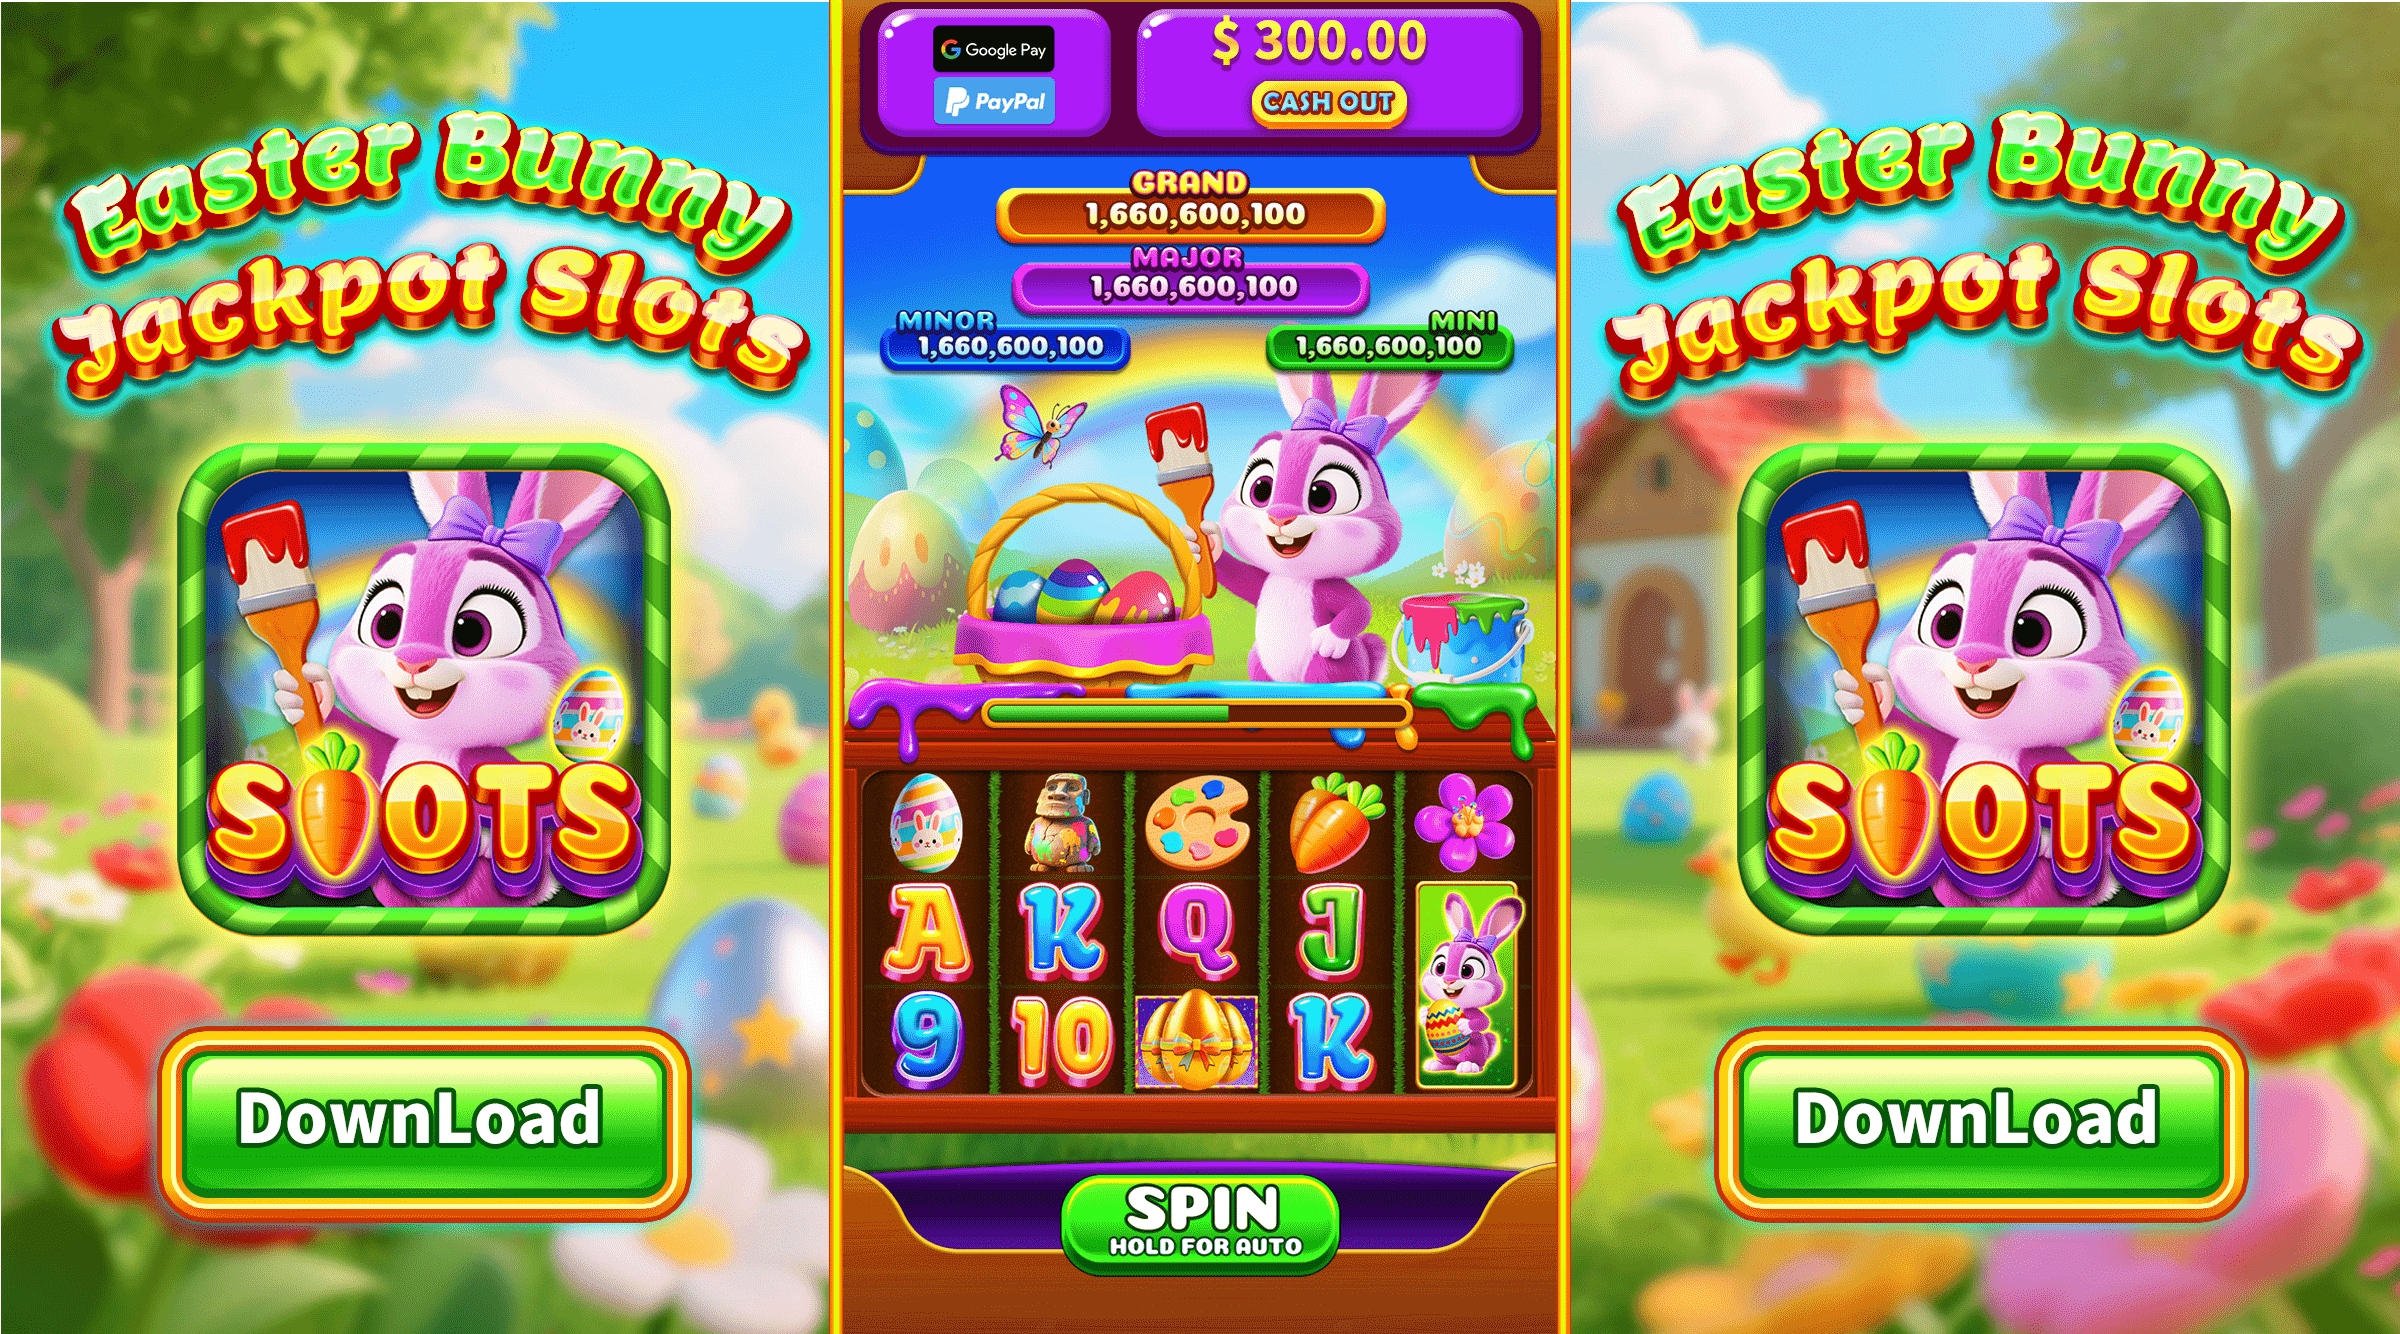 Easter Bunny
Jackpot Slots
SLOTS
DownLoad
Google Pay
PayPal
$ 300.00
CASH OUT
GRAND
1,660,600,100
MAJOR
1,660,600,100
MINOR
1,660,600,100
MINI
1,660,600,100
A K Q J
9 10 K
SPIN
HOLD FOR AUTO
Easter Bunny
Jackpot Slots
SLOTS
DownLoad